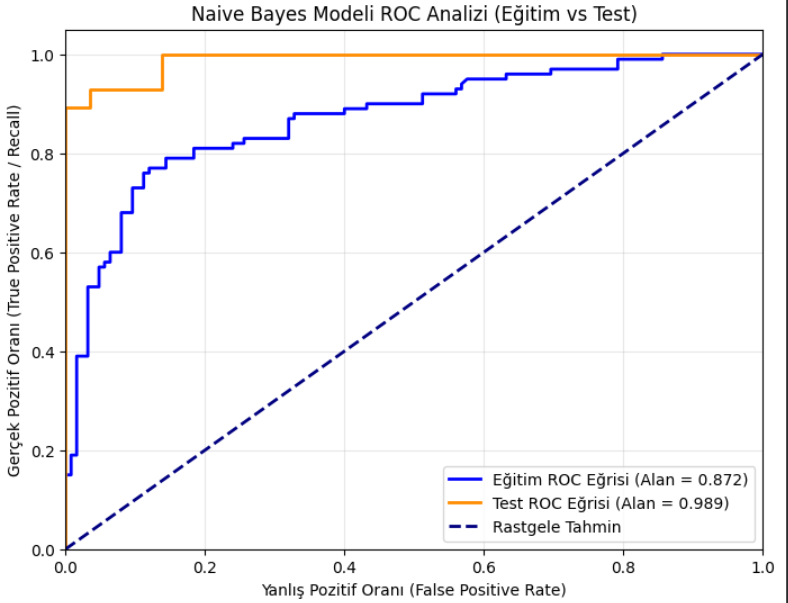 Naive Bayes Modeli ROC Analizi (Eğitim vs Test)
Gerçek Pozitif Oranı (True Positive Rate / Recall)
1.0
0.8
0.6
0.4
0.2
0.0
Eğitim ROC Eğrisi (Alan = 0.872)
Test ROC Eğrisi (Alan = 0.989)
Rastgele Tahmin
0.0 0.2 0.4 0.6 0.8 1.0
Yanlış Pozitif Oranı (False Positive Rate)